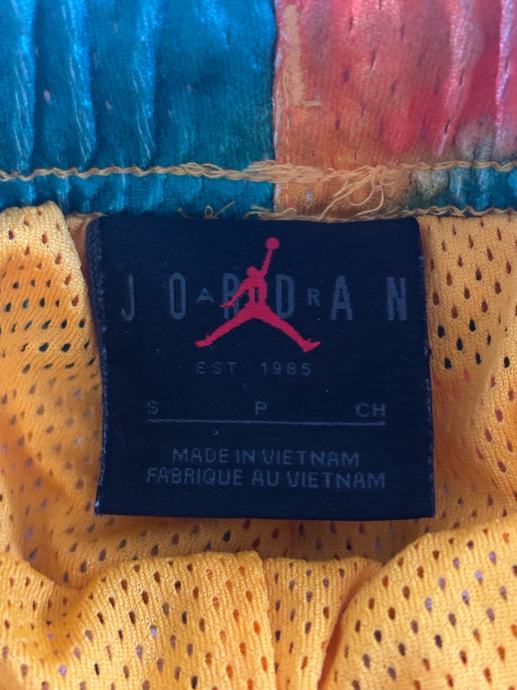 JORDAN
AIR
EST 1985
S P CH
MADE IN VIETNAM
FABRIQUE AU VIETNAM